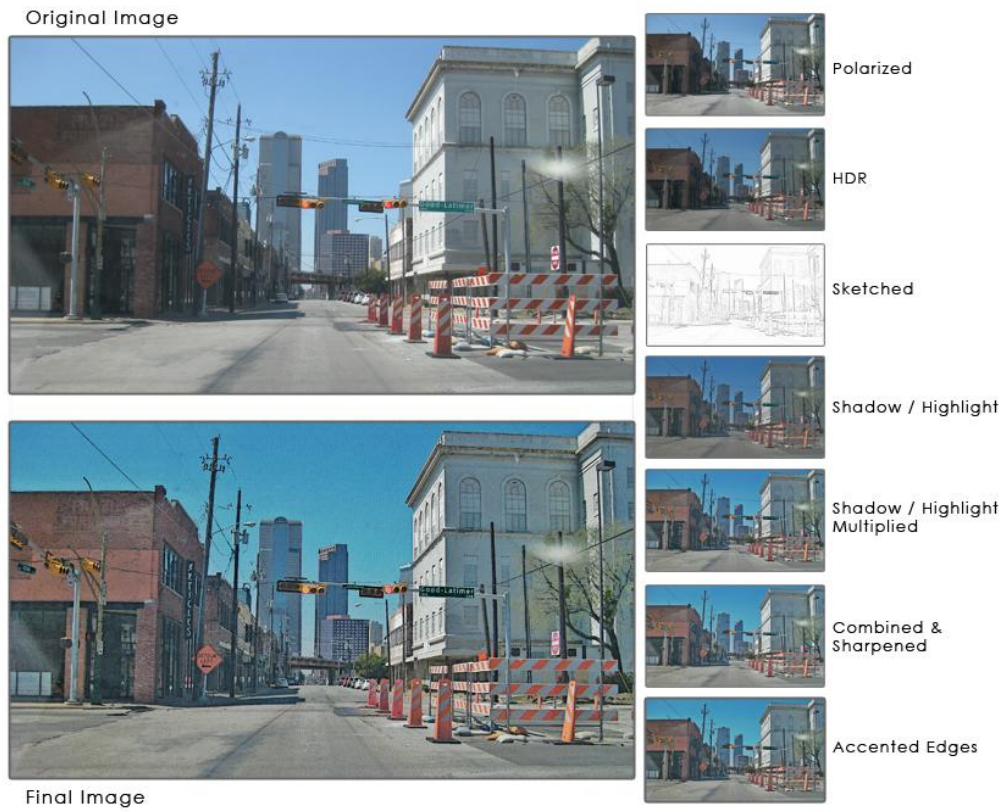 Original Image
Polarized
HDR
Sketched
Shadow / Highlight
Shadow / Highlight
Multiplied
Combined &
Sharpened
Accented Edges
Good-Latimer
Good-Latimer
Final Image